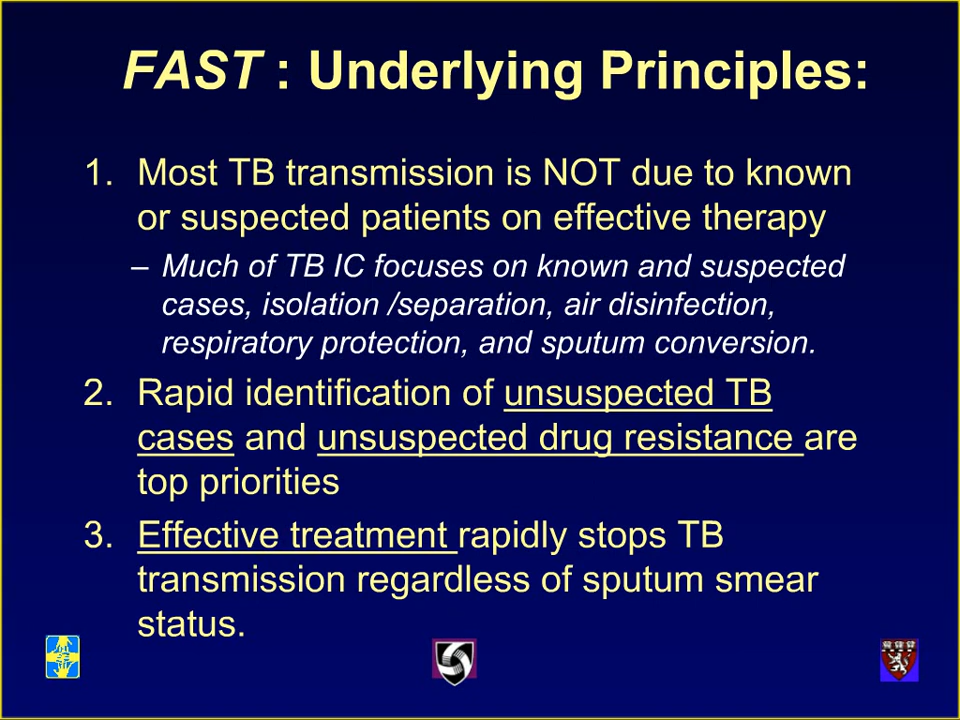 FAST : Underlying Principles:
1. Most TB transmission is NOT due to known
or suspected patients on effective therapy
– Much of TB IC focuses on known and suspected
cases, isolation /separation, air disinfection,
respiratory protection, and sputum conversion.
2. Rapid identification of unsuspected TB
cases and unsuspected drug resistance are
top priorities
3. Effective treatment rapidly stops TB
transmission regardless of sputum smear
status.